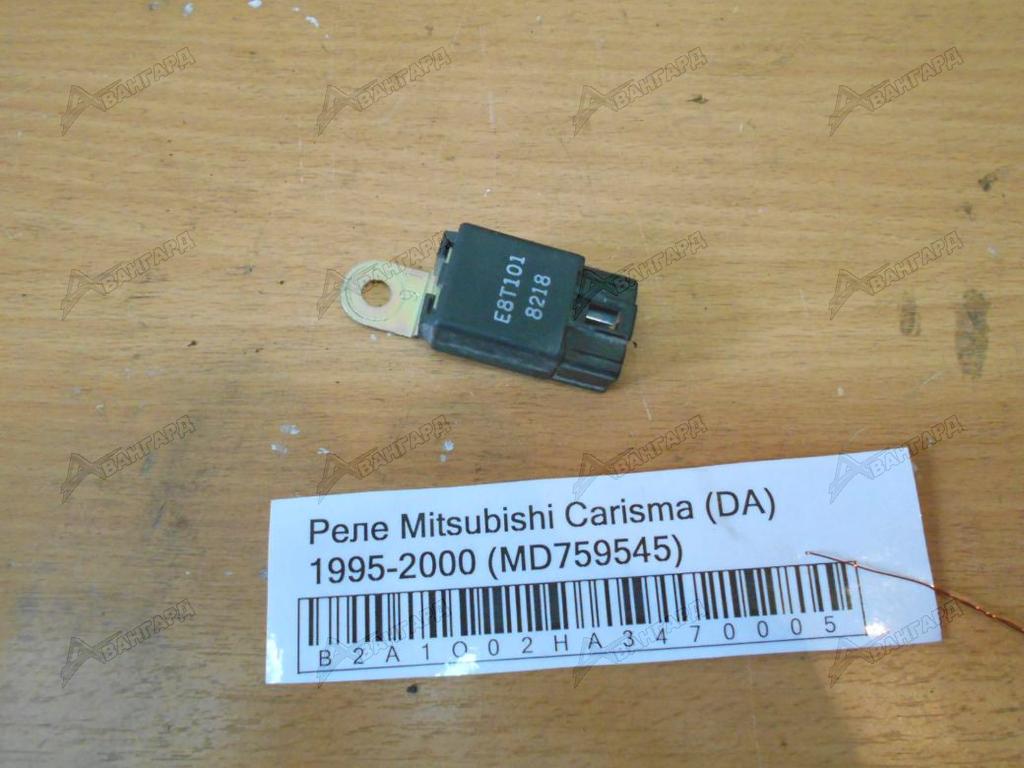 E8T101
8218
Реле Mitsubishi Carisma (DA)
1995-2000 (MD759545)
B2A1O02HA3470005
АВАНГАРД